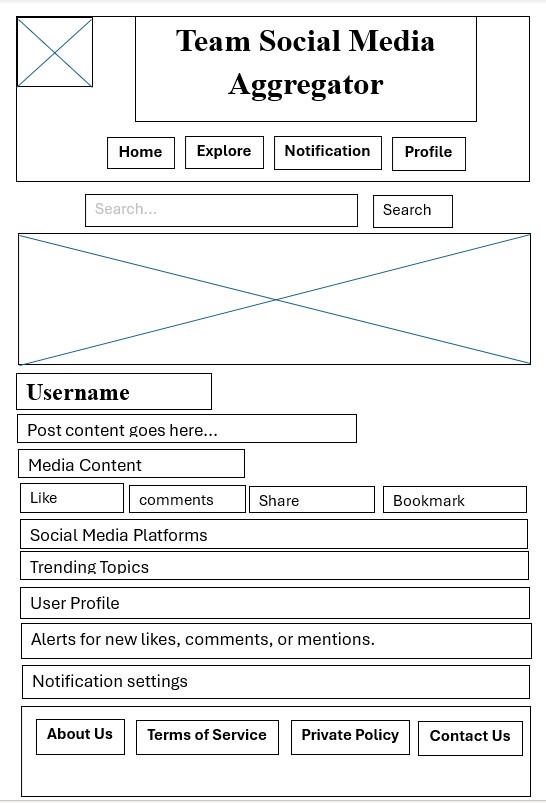 Team Social Media
Aggregator
Home Explore Notification Profile
Search... Search
Username
Post content goes here...
Media Content
Like comments Share Bookmark
Social Media Platforms
Trending Topics
User Profile
Alerts for new likes, comments, or mentions.
Notification settings
About Us Terms of Service Private Policy Contact Us